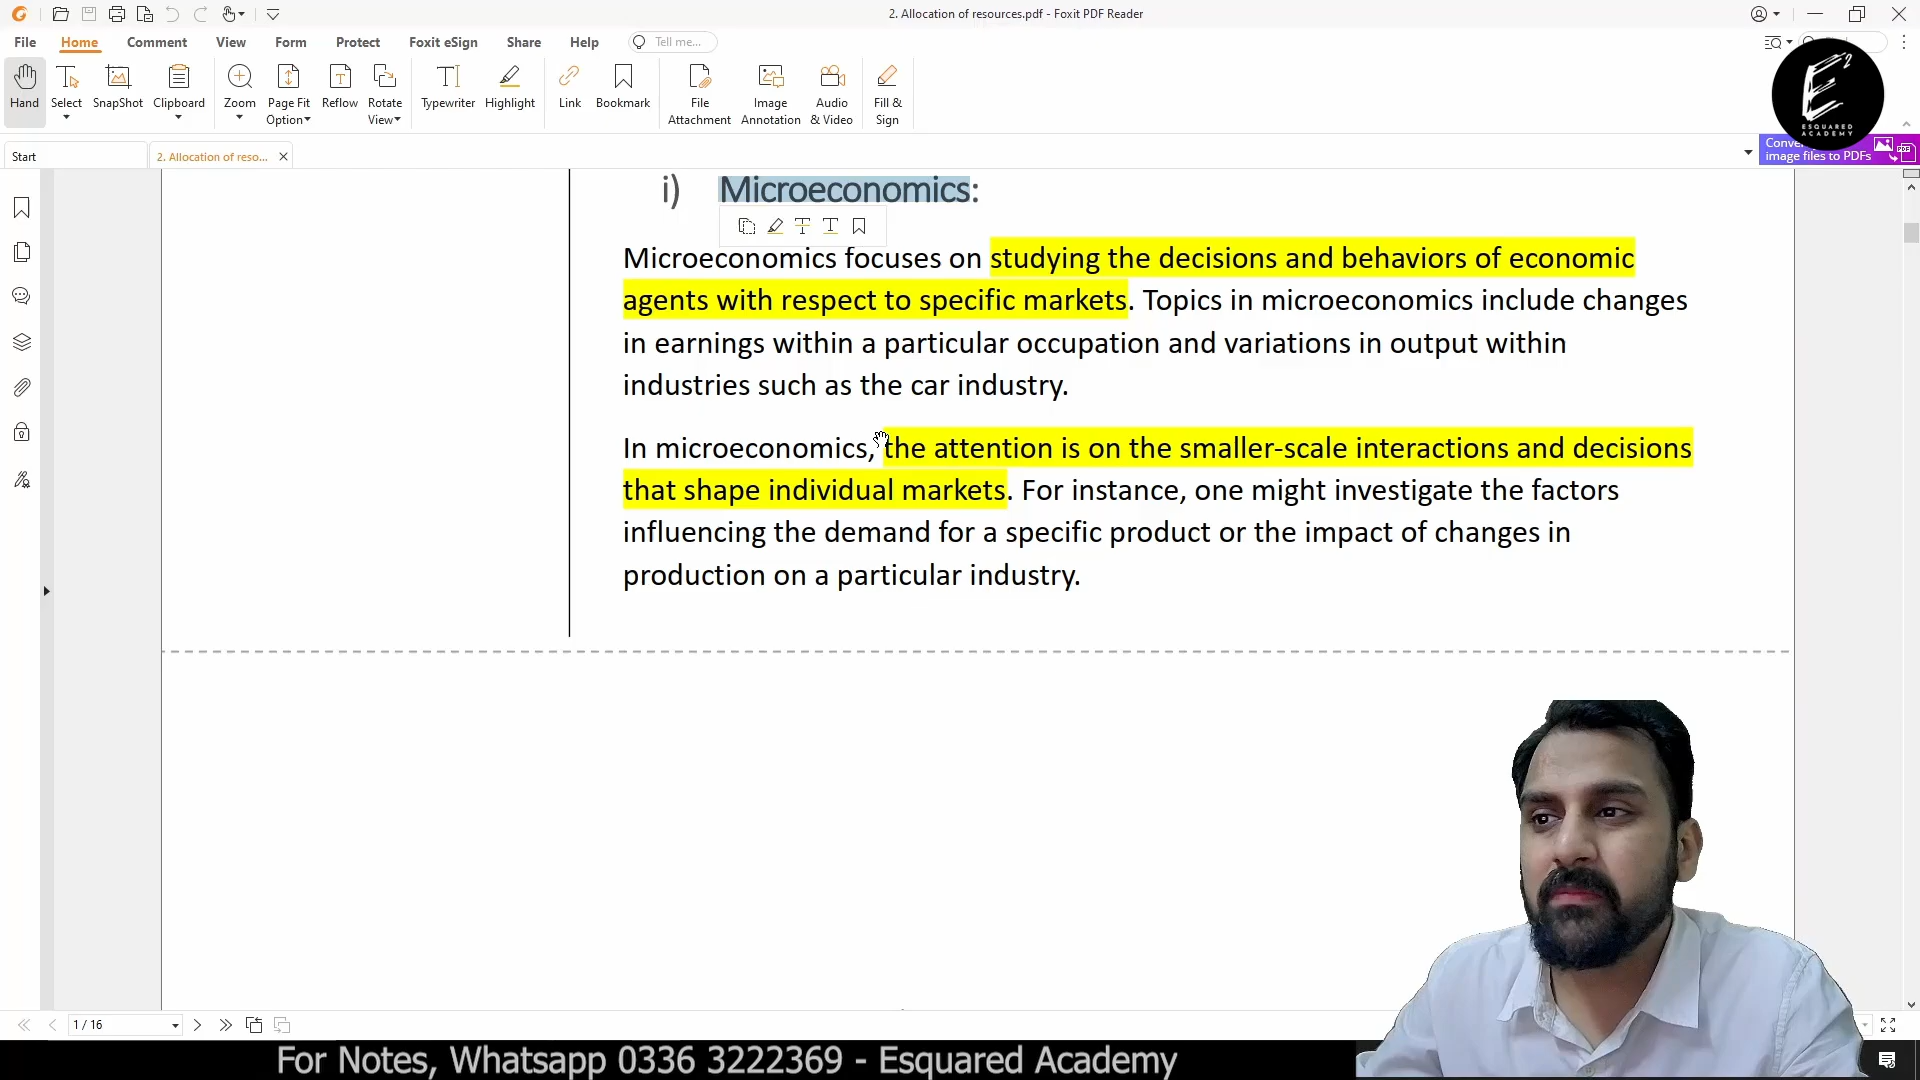 2. Allocation of resources.pdf - Foxit PDF Reader
File Home Comment View Form Protect Foxit eSign Share Help Tell me...
Hand Select SnapShot Clipboard Zoom Page Fit Option Reflow Rotate View Typewriter Highlight Link Bookmark File Attachment Image Annotation Audio & Video Fill & Sign
E2
ESQUARED
ACADEMY
Start 2. Allocation of reso...
image files to PDFs
i) Microeconomics:
Microeconomics focuses on studying the decisions and behaviors of economic
agents with respect to specific markets. Topics in microeconomics include changes
in earnings within a particular occupation and variations in output within
industries such as the car industry.
In microeconomics, the attention is on the smaller-scale interactions and decisions
that shape individual markets. For instance, one might investigate the factors
influencing the demand for a specific product or the impact of changes in
production on a particular industry.
1 / 16
For Notes, Whatsapp 0336 3222369 - Esquared Academy